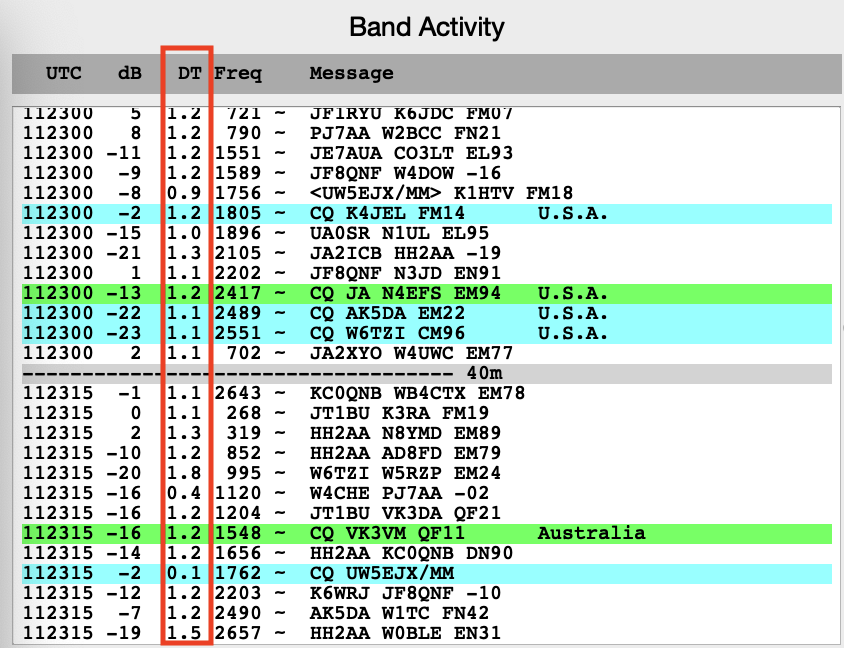 Band Activity
UTC dB DT Freq Message
112300 5 1.2 721 ~ JF1RYU K6JDC FM07
112300 8 1.2 790 ~ PJ7AA W2BCC FN21
112300 -11 1.2 1551 ~ JE7AUA CO3LT EL93
112300 -9 1.2 1589 ~ JF8QNF W4DOW -16
112300 -8 0.9 1756 ~ <UW5EJX/MM> K1HTV FM18
112300 -2 1.2 1805 ~ CQ K4JEL FM14 U.S.A.
112300 -15 1.0 1896 ~ UA0SR N1UL EL95
112300 -21 1.3 2105 ~ JA2ICB HH2AA -19
112300 1 1.1 2202 ~ JF8QNF N3JD EN91
112300 -13 1.2 2417 ~ CQ JA N4EFS EM94 U.S.A.
112300 -22 1.1 2489 ~ CQ AK5DA EM22 U.S.A.
112300 -23 1.1 2551 ~ CQ W6TZI CM96 U.S.A.
112300 2 1.1 702 ~ JA2XYO W4UWC EM77
------------------------------------ 40m
112315 -1 1.1 2643 ~ KC0QNB WB4CTX EM78
112315 0 1.1 268 ~ JT1BU K3RA FM19
112315 2 1.3 319 ~ HH2AA N8YMD EM89
112315 -10 1.2 852 ~ HH2AA AD8FD EM79
112315 -20 1.8 995 ~ W6TZI W5RZP EM24
112315 -16 0.4 1120 ~ W4CHE PJ7AA -02
112315 -16 1.2 1204 ~ JT1BU VK3DA QF21
112315 -16 1.2 1548 ~ CQ VK3VM QF11 Australia
112315 -14 1.2 1656 ~ HH2AA KC0QNB DN90
112315 -2 0.1 1762 ~ CQ UW5EJX/MM
112315 -12 1.2 2203 ~ K6WRJ JF8QNF -10
112315 -7 1.2 2490 ~ AK5DA W1TC FN42
112315 -19 1.5 2657 ~ HH2AA W0BLE EN31